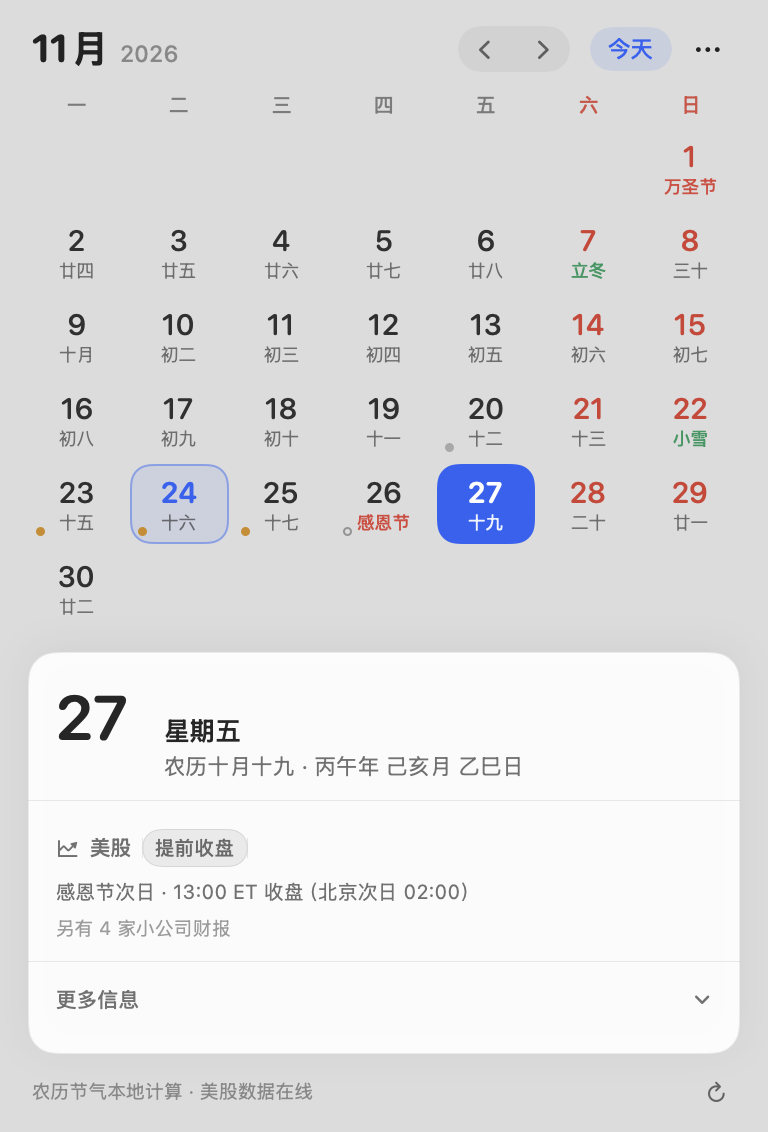 11月 2026 今天
一 二 三 四 五 六 日
1
万圣节
2 3 4 5 6 7 8
廿四 廿五 廿六 廿七 廿八 立冬 三十
9 10 11 12 13 14 15
十月 初二 初三 初四 初五 初六 初七
16 17 18 19 20 21 22
初八 初九 初十 十一 十二 十三 小雪
23 24 25 26 27 28 29
十五 十六 十七 感恩节 十九 二十 廿一
30
廿二
27 星期五
农历十月十九 · 丙午年 己亥月 乙巳日
美股 提前收盘
感恩节次日 · 13:00 ET 收盘 (北京次日 02:00)
另有 4 家小公司财报
更多信息
农历节气本地计算 · 美股数据在线